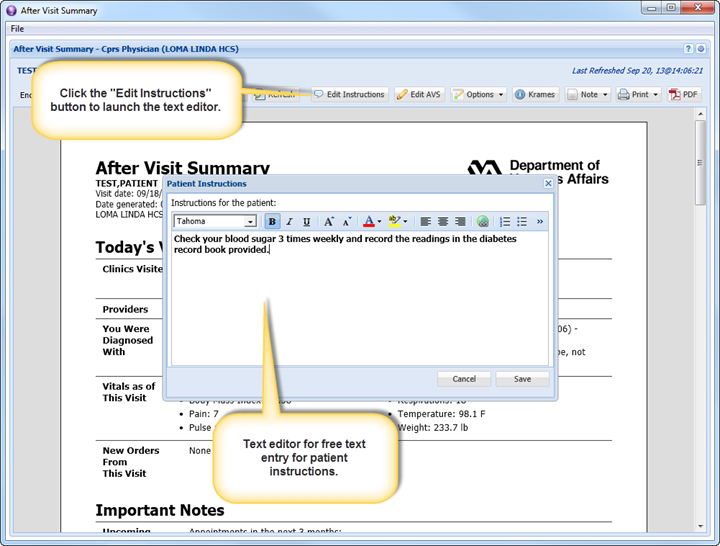 After Visit Summary
File
After Visit Summary - Cprs Physician (LOMA LINDA HCS)
?
TEST
Last Refreshed Sep 20, 13@14:06:21
Click the "Edit Instructions"
button to launch the text editor.
Refresh
Edit Instructions
Edit AVS
Options
Krames
Note
Print
PDF
After Visit Summary
TEST,PATIENT
Visit date: 09/18/
Date generated:
LOMA LINDA HCS
VA
Department of
Affairs
Patient Instructions
Instructions for the patient:
Tahoma
B I U A A A ab
Check your blood sugar 3 times weekly and record the readings in the diabetes
record book provided.
Cancel
Save
Today's V
Clinics Visite
Providers
You Were
Diagnosed
With
06) -
be, not
Vitals as of
This Visit
Body Mass Index
Respirations: 18
• Pain: 7
• Temperature: 98.1 F
• Pulse
Weight: 233.7 lb
Text editor for free text
entry for patient
instructions.
New Orders
From
This Visit
None
Important Notes
Upcoming
Appointments in the next 3 months: